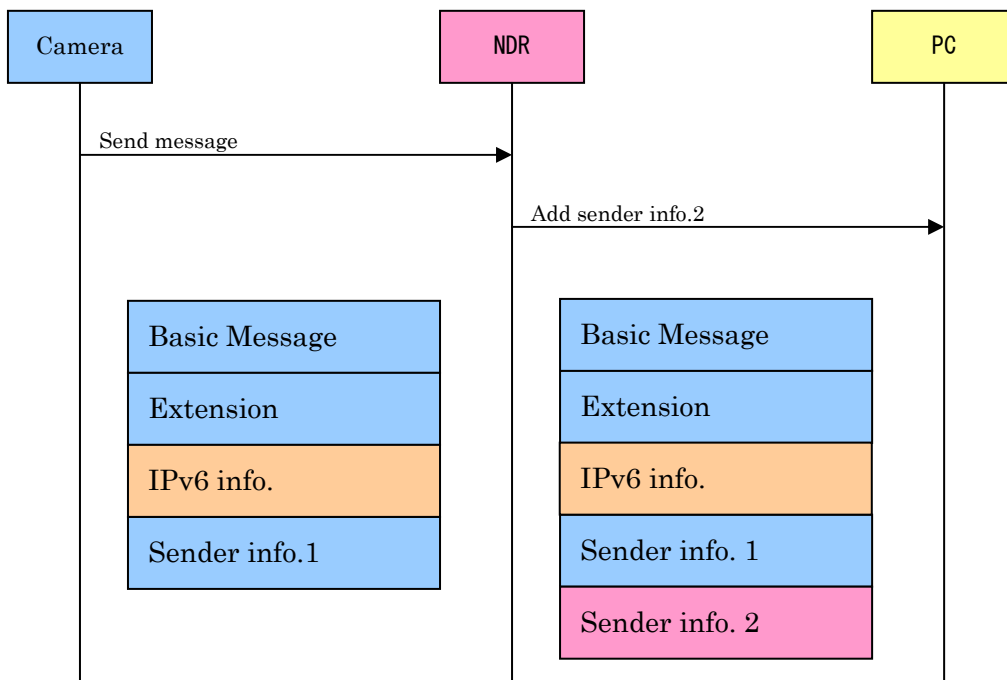 Camera
NDR
PC
Send message
Add sender info.2
Basic Message
Extension
IPv6 info.
Sender info.1
Basic Message
Extension
IPv6 info.
Sender info. 1
Sender info. 2